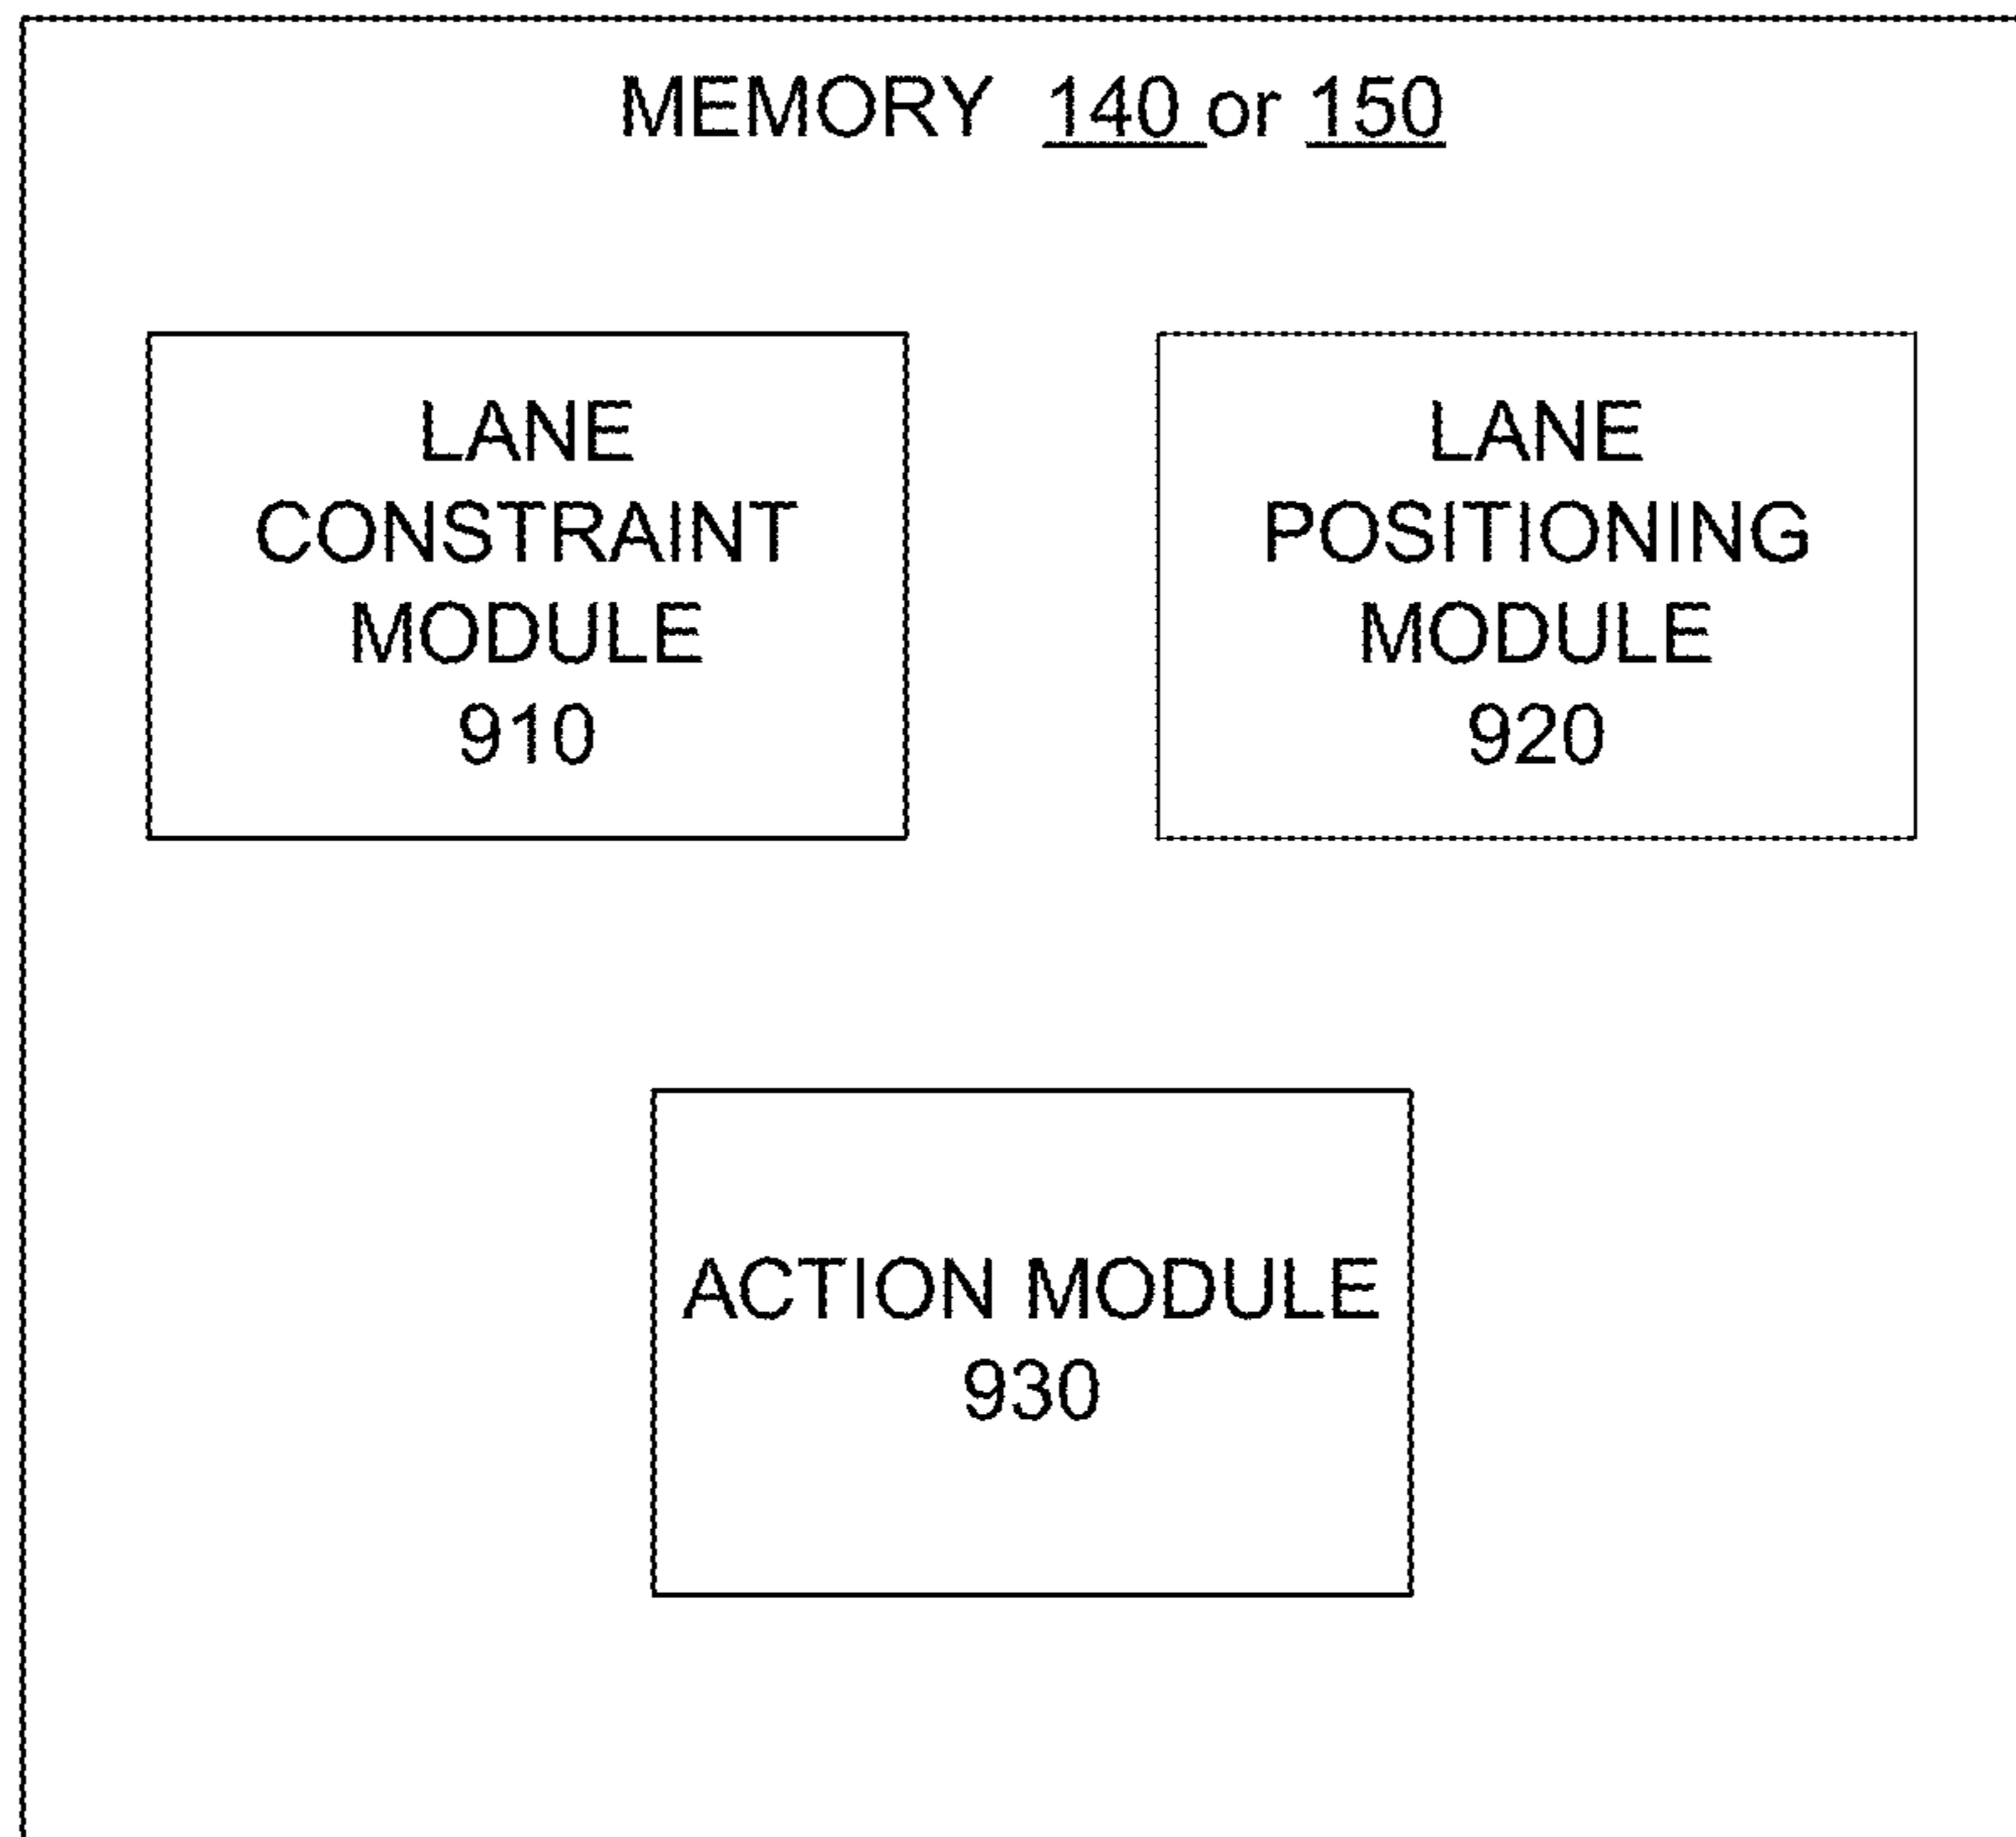 MEMORY 140 or 150
LANE
CONSTRAINT
MODULE
910
LANE
POSITIONING
MODULE
920
ACTION MODULE
930